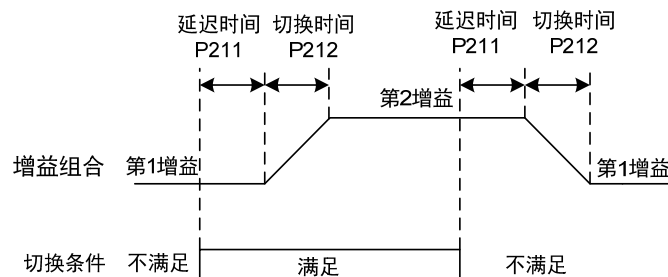 延迟时间 切换时间 延迟时间 切换时间
P211 P212 P211 P212
第2增益
增益组合 第1增益 第1增益
切换条件 不满足 满足 不满足